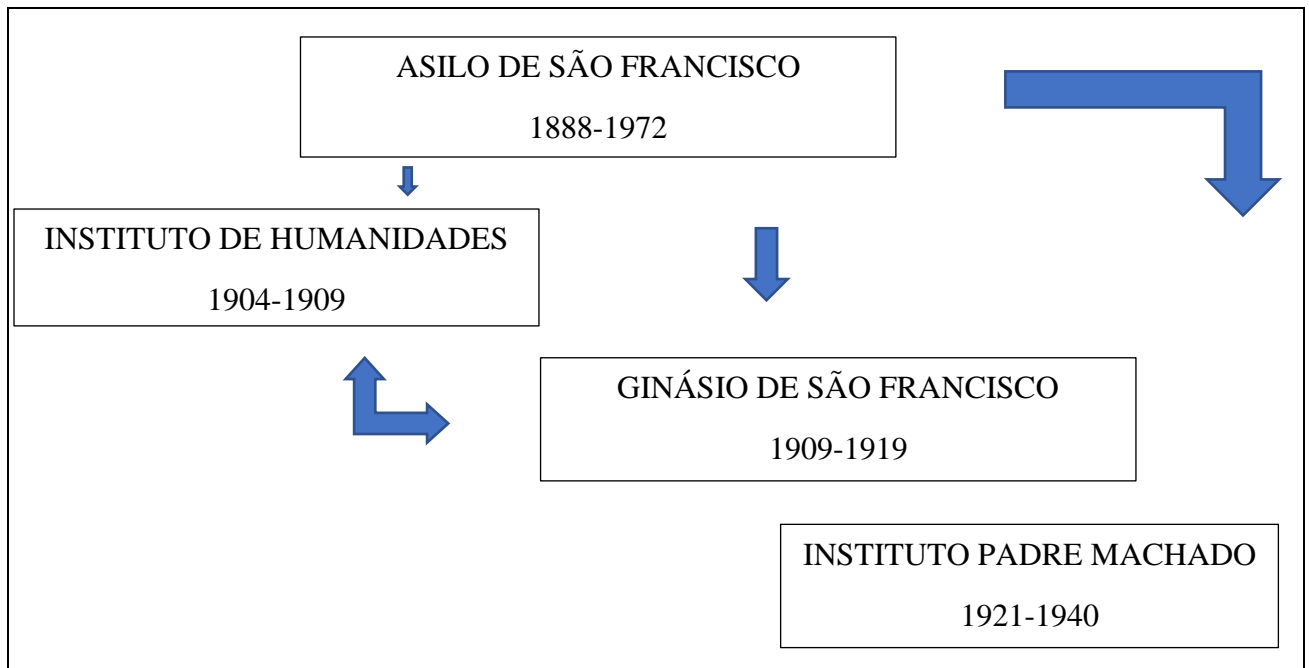 ASILO DE SÃO FRANCISCO
1888-1972
INSTITUTO DE HUMANIDADES
1904-1909
GINÁSIO DE SÃO FRANCISCO
1909-1919
INSTITUTO PADRE MACHADO
1921-1940